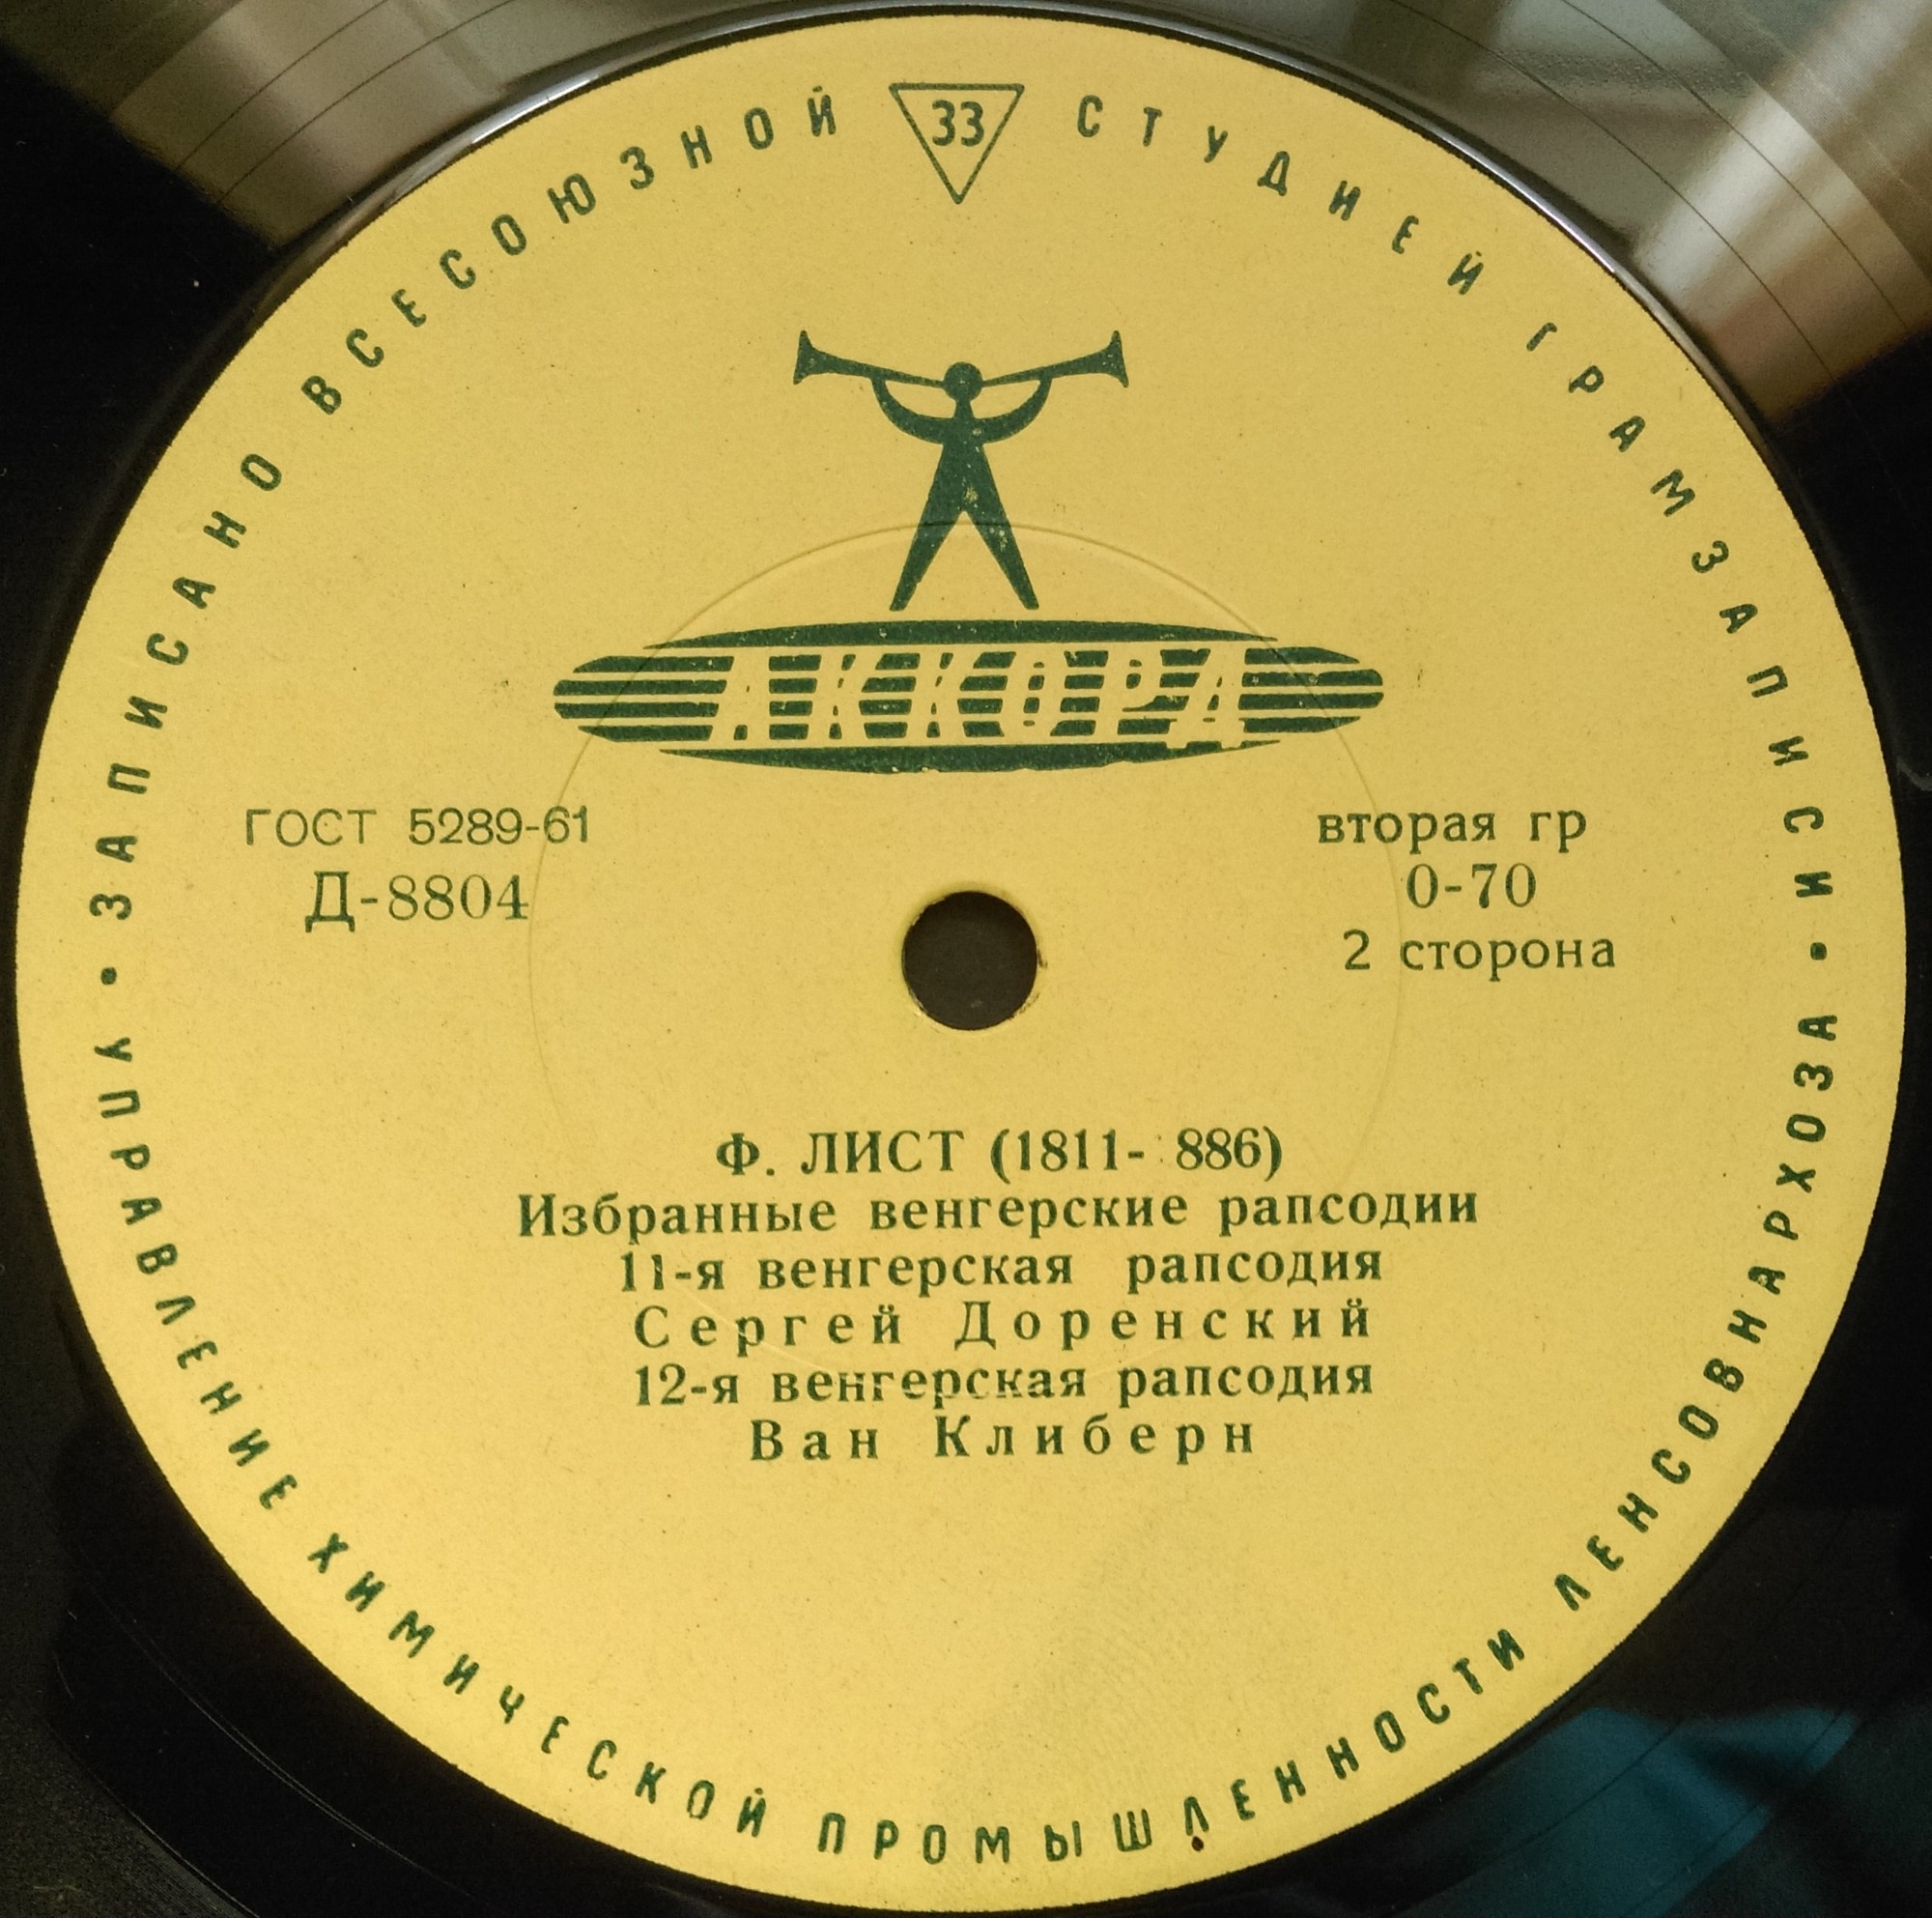 ЗАПИСАНО ВСЕСОЮЗНОЙ СТУДИЕЙ ГРАМЗАПИСИ •
33
АККОРД
ГОСТ 5289-61
Д-8804
вторая гр
0-70
2 сторона
Ф. ЛИСТ (1811- 886)
Избранные венгерские рапсодии
11-я венгерская рапсодия
Сергей Доренский
12-я венгерская рапсодия
Ван Клиберн
УПРАВЛЕНИЕ ХИМИЧЕСКОЙ ПРОМЫШЛЕННОСТИ ЛЕНСОВНАРХОЗА •